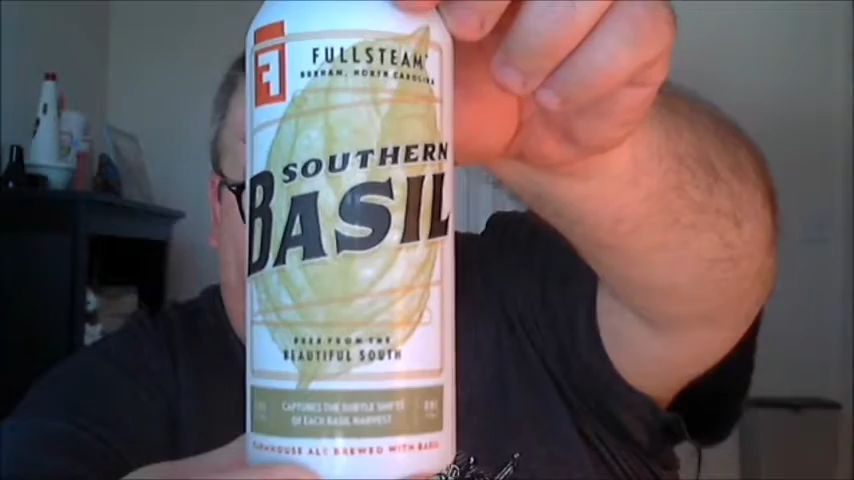 FULLSTEAM
DURHAM, NORTH CAROLINA
SOUTHERN
BASIL
BEER FROM THE
BEAUTIFUL SOUTH
CAPTURES THE SUBTLE SHIFTS
OF EACH BASIL HARVEST
FARMHOUSE ALE BREWED WITH BASIL